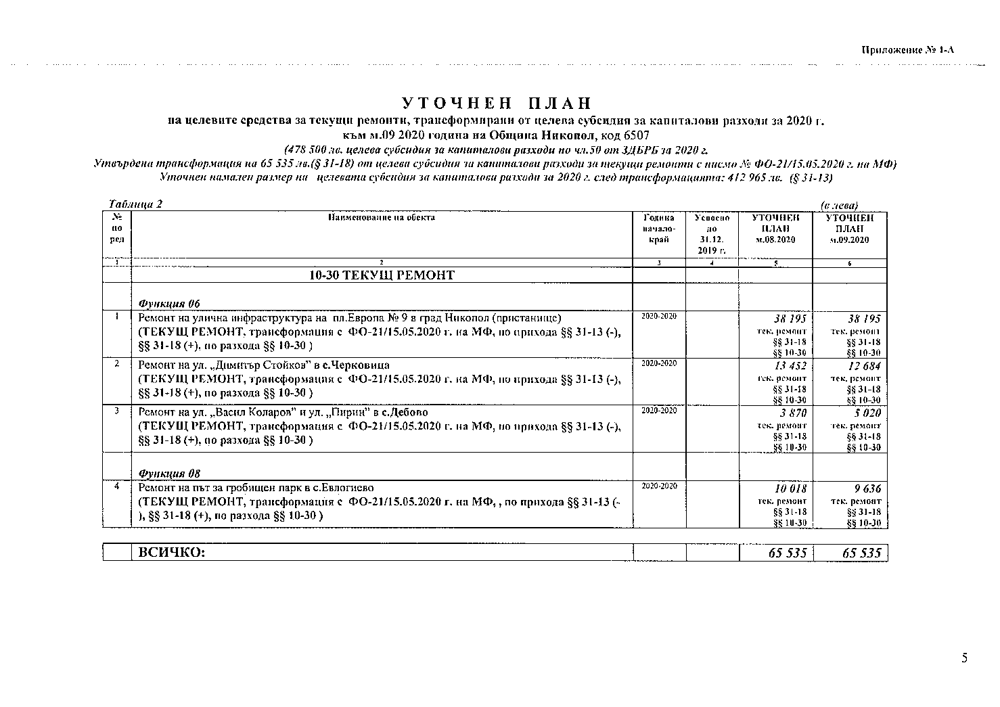 Приложение № 1-А
УТОЧНЕН ПЛАН
на целевите средства за текущи ремонти, трансформирани от целева субсидия за капиталови разходи за 2020 г.
към м.09 2020 година на Община Никопол, код 6507
(478 500 лв. целева субсидия за капиталови разходи по чл.50 от ЗДБРБ за 2020 г.
Утвърдена трансформация на 65 535 лв.(§ 31-18) от целева субсидия за капиталови разходи за текущи ремонти с писмо № ФО-21/15.05.2020 г. на МФ)
Уточнен намален размер на целевата субсидия за капиталови разходи за 2020 г. след трансформацията: 412 965 лв. (§ 31-13)
Таблица 2 (в лева)
№ по ред Наименование на обекта Година начало-край Усвоено до 31.12. 2019 г. УТОЧНЕН ПЛАН м.08.2020 УТОЧНЕН ПЛАН м.09.2020
1 2 3 4 5 6
10-30 ТЕКУЩ РЕМОНТ
Функция 06
1 Ремонт на улична инфраструктура на пл.Европа № 9 в град Никопол (пристанище) 2020-2020 38 195 38 195
(ТЕКУЩ РЕМОНТ, трансформация с ФО-21/15.05.2020 г. на МФ, по прихода §§ 31-13 (-), тек. ремонт тек. ремонт
§§ 31-18 (+), по разхода §§ 10-30 ) §§ 31-18 §§ 31-18
§§ 10-30 §§ 10-30
2 Ремонт на ул. „Димитър Стойков” в с.Черковица 2020-2020 13 452 12 684
(ТЕКУЩ РЕМОНТ, трансформация с ФО-21/15.05.2020 г. на МФ, по прихода §§ 31-13 (-), тек. ремонт тек. ремонт
§§ 31-18 (+), по разхода §§ 10-30 ) §§ 31-18 §§ 31-18
§§ 10-30 §§ 10-30
3 Ремонт на ул. „Васил Коларов” и ул. „Пирин” в с.Дебово 2020-2020 3 870 5 020
(ТЕКУЩ РЕМОНТ, трансформация с ФО-21/15.05.2020 г. на МФ, по прихода §§ 31-13 (-), тек. ремонт тек. ремонт
§§ 31-18 (+), по разхода §§ 10-30 ) §§ 31-18 §§ 31-18
§§ 10-30 §§ 10-30
Функция 08
4 Ремонт на път за гробищен парк в с.Евлогиево 2020-2020 10 018 9 636
(ТЕКУЩ РЕМОНТ, трансформация с ФО-21/15.05.2020 г. на МФ, , по прихода §§ 31-13 (- тек. ремонт тек. ремонт
), §§ 31-18 (+), по разхода §§ 10-30 ) §§ 31-18 §§ 31-18
§§ 10-30 §§ 10-30
ВСИЧКО: 65 535 65 535
5